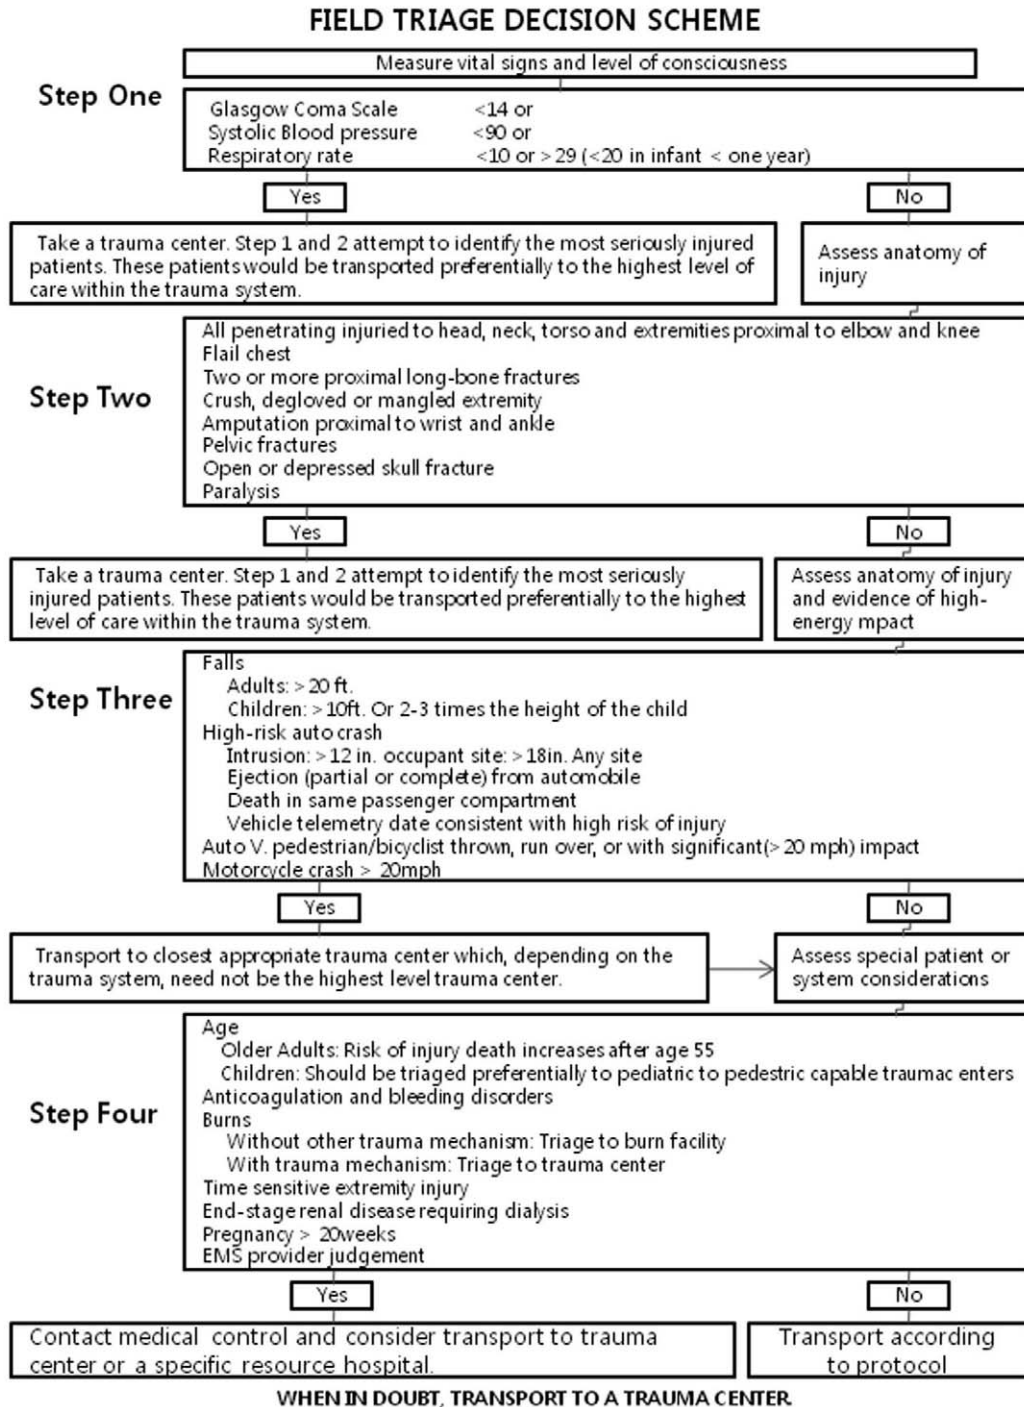 FIELD TRIAGE DECISION SCHEME
Measure vital signs and level of consciousness
Step One
Glasgow Coma Scale <14 or
Systolic Blood pressure <90 or
Respiratory rate <10 or > 29 (<20 in infant < one year)
Yes
No
Take a trauma center. Step 1 and 2 attempt to identify the most seriously injured
patients. These patients would be transported preferentially to the highest level of
care within the trauma system.
Assess anatomy of
injury
Step Two
All penetrating injuried to head, neck, torso and extremities proximal to elbow and knee
Flail chest
Two or more proximal long-bone fractures
Crush, degloved or mangled extremity
Amputation proximal to wrist and ankle
Pelvic fractures
Open or depressed skull fracture
Paralysis
Yes
No
Take a trauma center. Step 1 and 2 attempt to identify the most seriously
injured patients. These patients would be transported preferentially to the highest
level of care within the trauma system.
Assess anatomy of injury
and evidence of high-
energy mpact
Step Three
Falls
Adults: > 20 ft.
Children: > 10ft. Or 2-3 times the height of the child
High-risk auto crash
Intrusion: > 12 in. occupant site: > 18in. Any site
Ejection (partial or complete) from automobile
Death in same passenger compartment
Vehicle telemetry date consistent with high risk of injury
Auto V. pedestrian/bicyclist thrown, run over, or with significant(> 20 mph) impact
Motorcycle crash > 20mph
Yes
No
Transport to closest appropriate trauma center which, depending on the
trauma system, need not be the highest level trauma center.
Assess special patient or
system considerations
Step Four
Age
Older Adults: Risk of injury death increases after age 55
Children: Should be triaged preferentially to pediatric to pedestric capable traumac enters
Anticoagulation and bleeding disorders
Burns
Without other trauma mechanism: Triage to burn facility
With trauma mechanism: Triage to trauma center
Time sensitive extremity injury
End-stage renal disease requiring dialysis
Pregnancy > 20weeks
EMS provider judgement
Yes
No
Contact medical control and consider transport to trauma
center or a specific resource hospital.
Transport according
to protocol
WHEN IN DOUBT, TRANSPORT TO A TRAUMA CENTER.